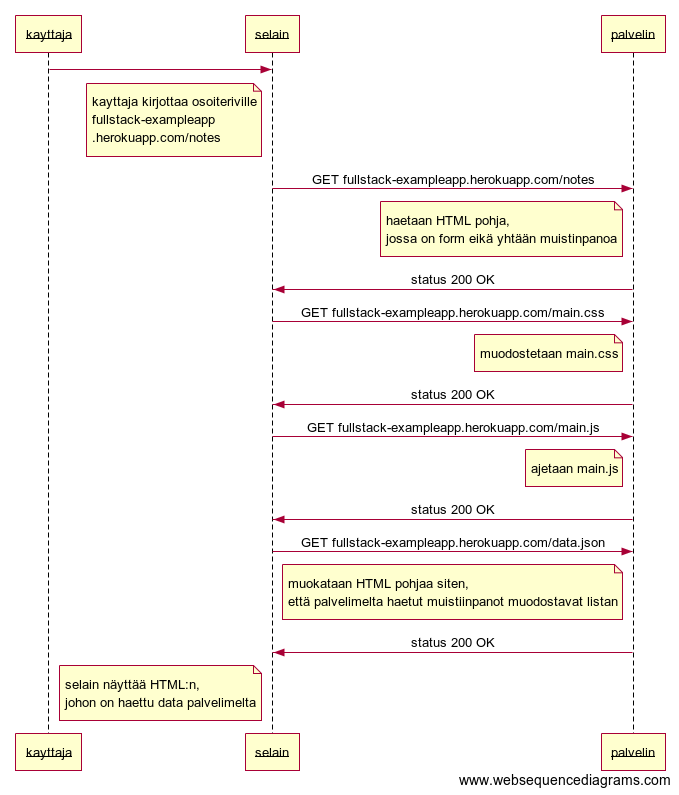 kayttaja
selain
palvelin
kayttaja kirjottaa osoiteriville
fullstack-exampleapp
.herokuapp.com/notes
GET fullstack-exampleapp.herokuapp.com/notes
haetaan HTML pohja,
jossa on form eikä yhtään muistinpanoa
status 200 OK
GET fullstack-exampleapp.herokuapp.com/main.css
muodostetaan main.css
status 200 OK
GET fullstack-exampleapp.herokuapp.com/main.js
ajetaan main.js
status 200 OK
GET fullstack-exampleapp.herokuapp.com/data.json
muokataan HTML pohjaa siten,
että palvelimelta haetut muistiinpanot muodostavat listan
status 200 OK
selain näyttää HTML:n,
johon on haettu data palvelimelta
kayttaja
selain
palvelin
www.websequencediagrams.com